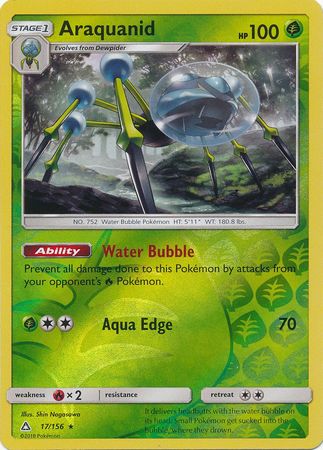 STAGE 1
Araquanid
HP 100
Evolves from Dewpider
NO. 752 Water Bubble Pokémon HT: 5'11" WT: 180.8 lbs.
Ability Water Bubble
Prevent all damage done to this Pokémon by attacks
from your opponent's Pokémon.
Aqua Edge 70
weakness ×2 resistance retreat
Illus. Shin Nagasawa
17/156 ★
©2018 Pokémon
It delivers headbutts with the water bubble on
its head. Small Pokémon get sucked into the
bubble, where they drown.